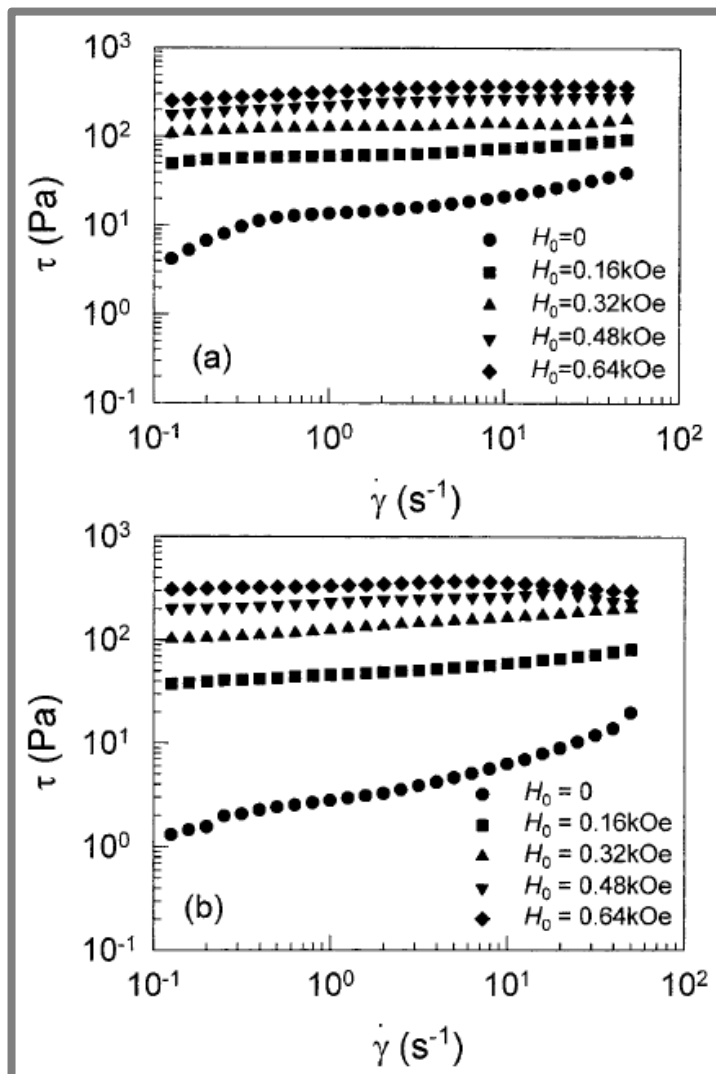 10³
10²
10¹
10⁰
10⁻¹
τ (Pa)
(a)
H₀=0
H₀=0.16kOe
H₀=0.32kOe
H₀=0.48kOe
H₀=0.64kOe
10⁻¹ 10⁰ 10¹ 10²
γ̇ (s⁻¹)
10³
10²
10¹
10⁰
10⁻¹
τ (Pa)
(b)
H₀ = 0
H₀ = 0.16kOe
H₀ = 0.32kOe
H₀ = 0.48kOe
H₀ = 0.64kOe
10⁻¹ 10⁰ 10¹ 10²
γ̇ (s⁻¹)